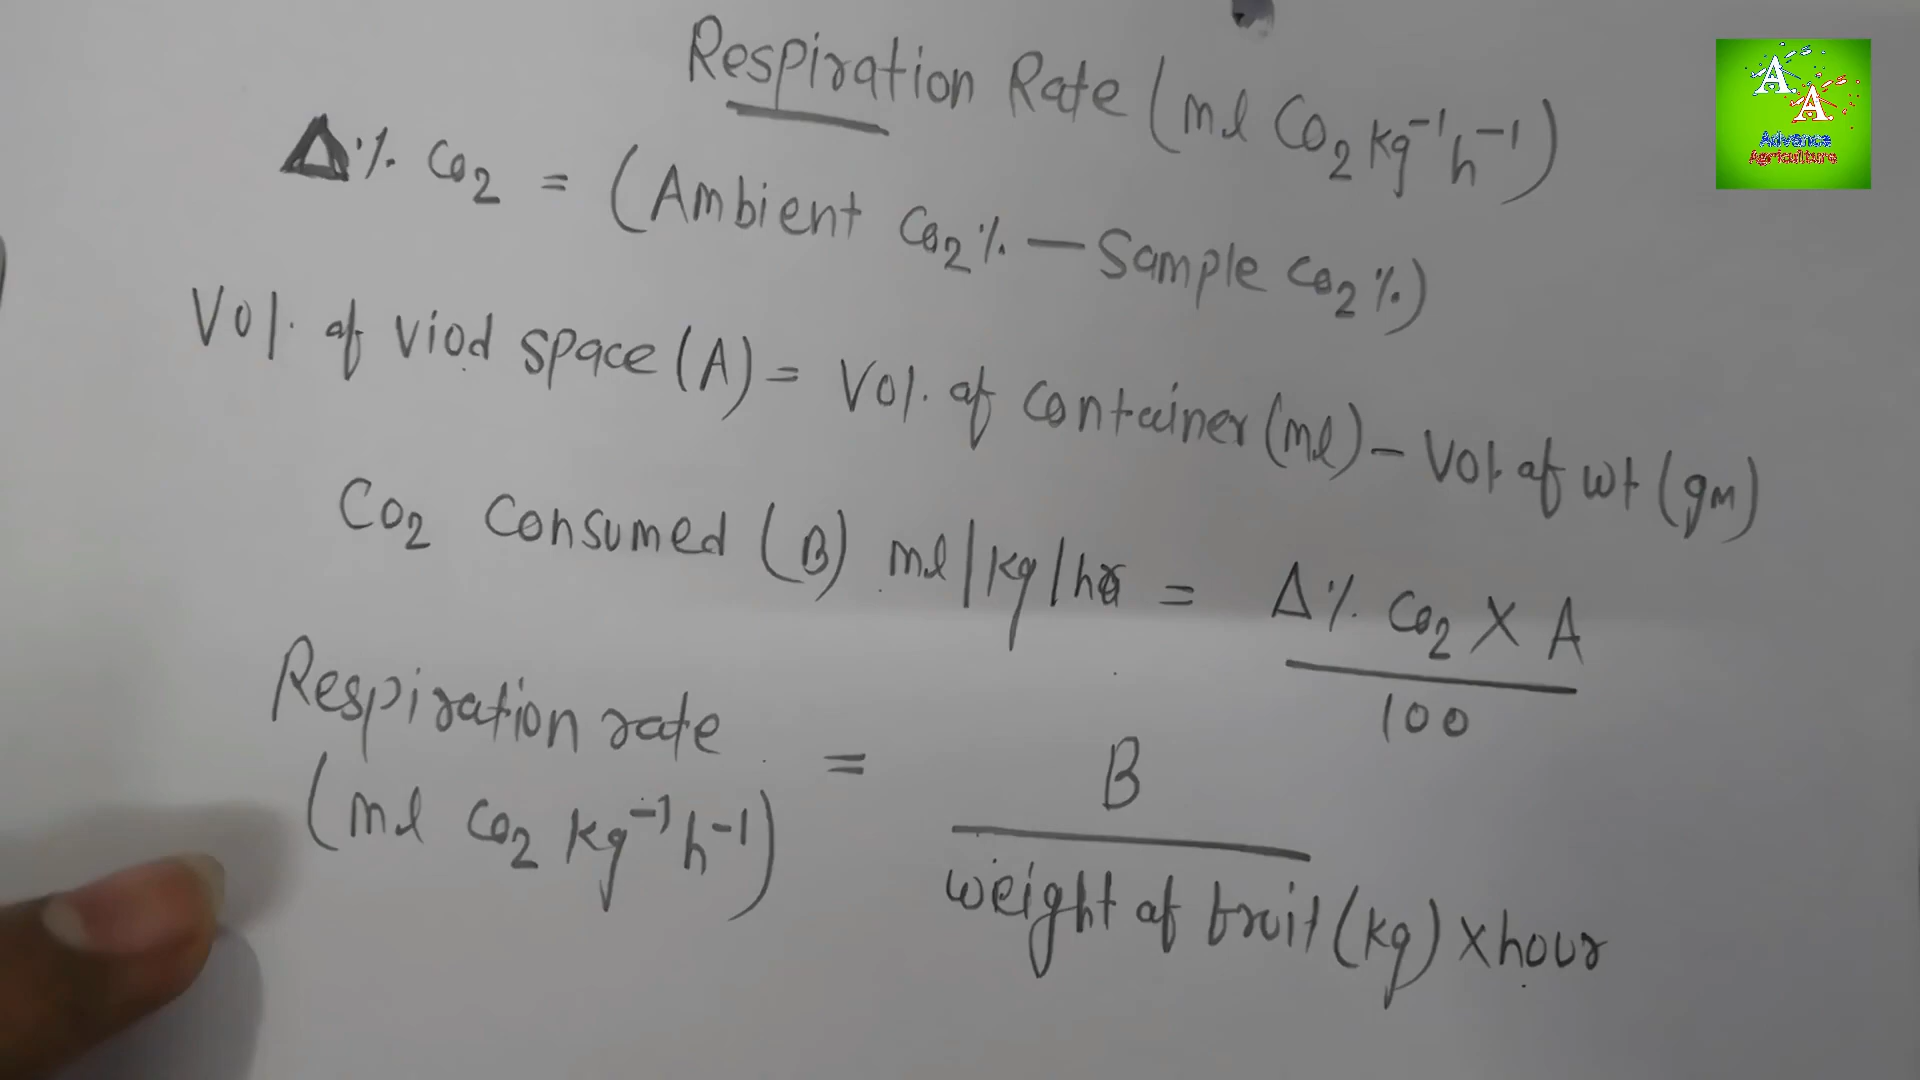 Respiration Rate (ml CO2 kg⁻¹ h⁻¹)
Δ% CO2 = (Ambient CO2% – Sample CO2%)
Vol. of Viod space (A) = Vol. of Container (ml) – Vol. of wt (gm)
CO2 Consumed (B) ml/kg/hr = Δ% CO2 X A
100
Respiration rate
(ml CO2 kg⁻¹ h⁻¹) = B
weight of fruit (kg) X hour
A A
Advance
Agriculture